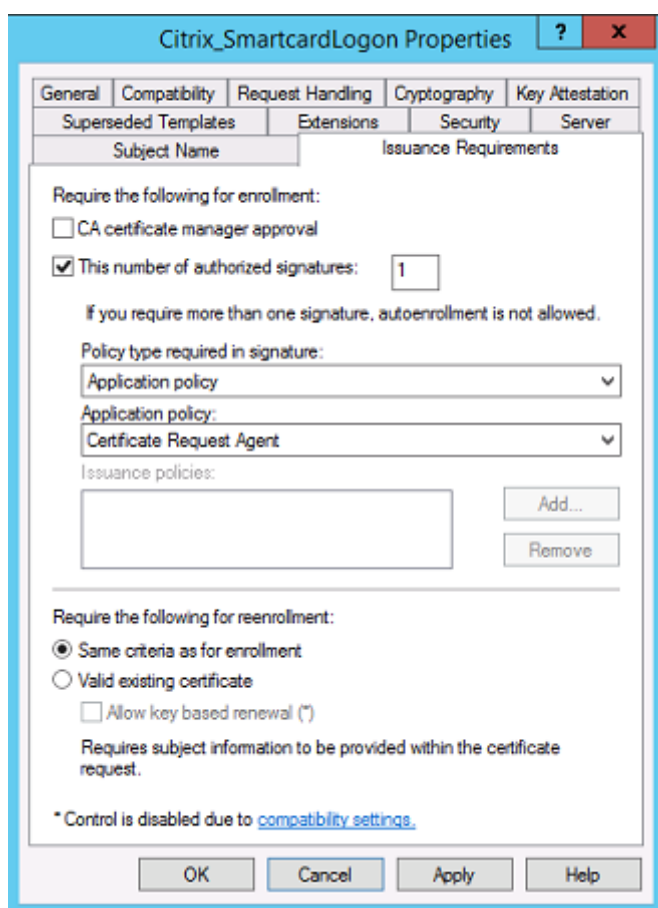 Citrix_SmartcardLogon Properties ? x
General Compatibility Request Handling Cryptography Key Attestation
Superseded Templates Extensions Security Server
Subject Name Issuance Requirements
Require the following for enrollment:
CA certificate manager approval
This number of authorized signatures: 1
If you require more than one signature, autoenrollment is not allowed.
Policy type required in signature:
Application policy
Application policy:
Certificate Request Agent
Issuance policies:
Add...
Remove
Require the following for reenrollment:
Same criteria as for enrollment
Valid existing certificate
Allow key based renewal (*)
Requires subject information to be provided within the certificate
request.
* Control is disabled due to compatibility settings.
OK Cancel Apply Help